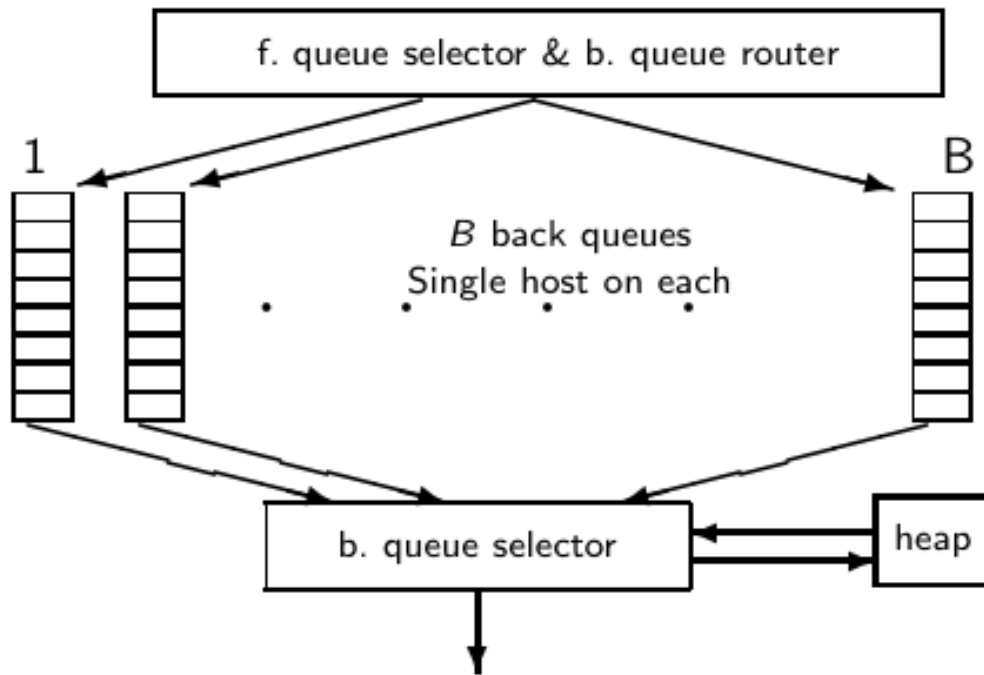 f. queue selector & b. queue router
1
B
B back queues
Single host on each
b. queue selector
heap